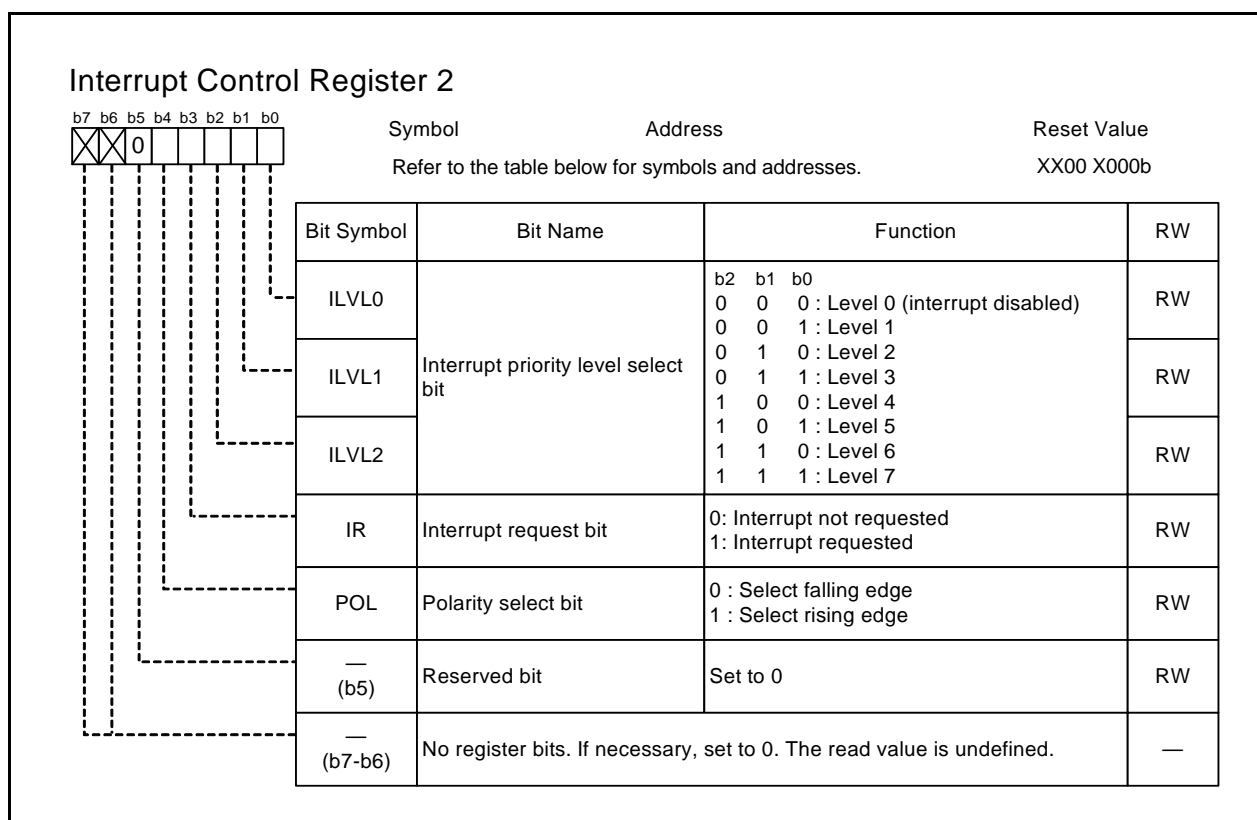 Interrupt Control Register 2
b7 b6 b5 b4 b3 b2 b1 b0
0
Symbol Address Reset Value
Refer to the table below for symbols and addresses. XX00 X000b
Bit Symbol Bit Name Function RW
ILVL0
ILVL1
ILVL2
Interrupt priority level select
bit
b2 b1 b0
0 0 0 : Level 0 (interrupt disabled)
0 0 1 : Level 1
0 1 0 : Level 2
0 1 1 : Level 3
1 0 0 : Level 4
1 0 1 : Level 5
1 1 0 : Level 6
1 1 1 : Level 7
RW
RW
RW
IR Interrupt request bit
0: Interrupt not requested
1: Interrupt requested
RW
POL Polarity select bit
0 : Select falling edge
1 : Select rising edge
RW
—
(b5)
Reserved bit Set to 0 RW
—
(b7-b6)
No register bits. If necessary, set to 0. The read value is undefined. —